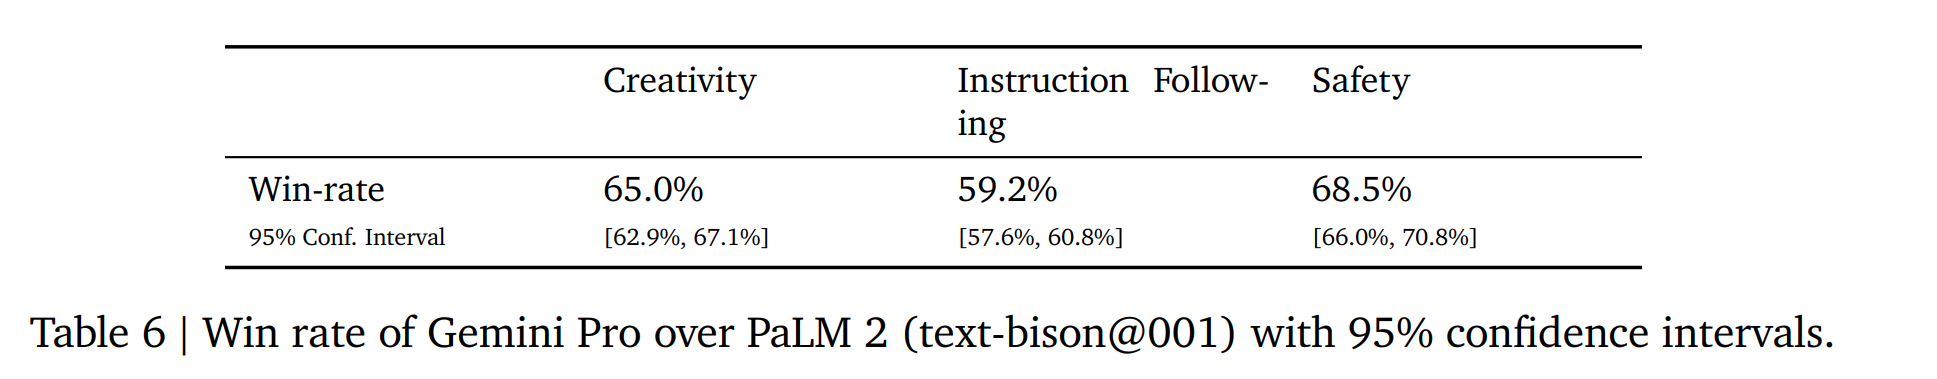 Creativity Instruction Follow- Safety
ing
Win-rate 65.0% 59.2% 68.5%
95% Conf. Interval [62.9%, 67.1%] [57.6%, 60.8%] [66.0%, 70.8%]
Table 6 | Win rate of Gemini Pro over PaLM 2 (text-bison@001) with 95% confidence intervals.